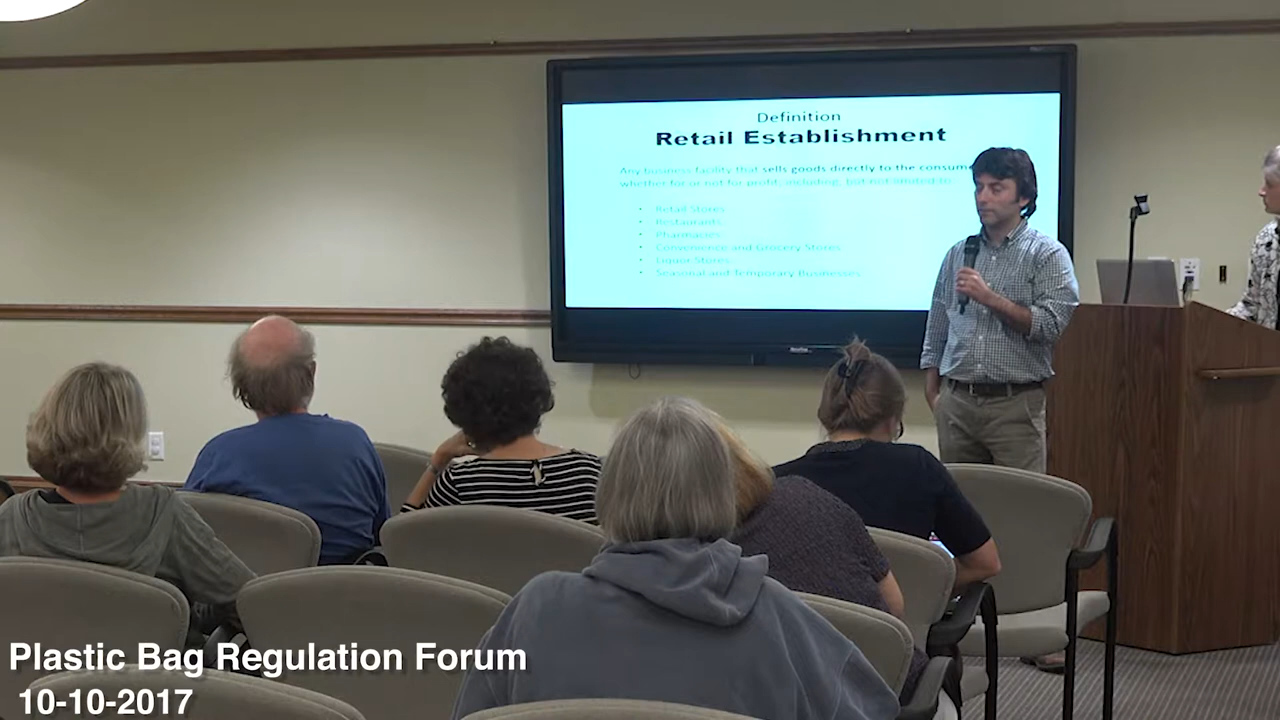 Definition
Retail Establishment
Any business facility that sells goods directly to the consume
whether for or not for profit, including, but not limited to:
• Retail Stores
• Restaurants
• Pharmacies
• Convenience and Grocery Stores
• Liquor Stores
• Seasonal and Temporary Businesses
Plastic Bag Regulation Forum
10-10-2017